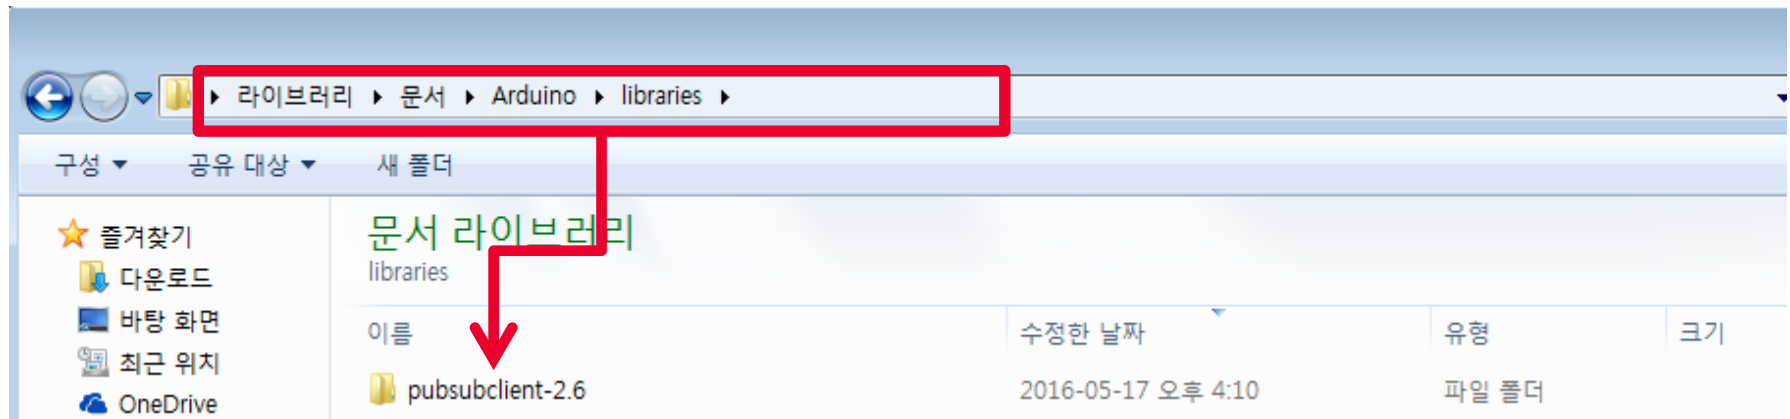 라이브러리 ▸ 문서 ▸ Arduino ▸ libraries ▸
구성 ▾ 공유 대상 ▾ 새 폴더
즐겨찾기
다운로드
바탕 화면
최근 위치
OneDrive
문서 라이브러리
libraries
이름 수정한 날짜 유형 크기
pubsubclient-2.6 2016-05-17 오후 4:10 파일 폴더